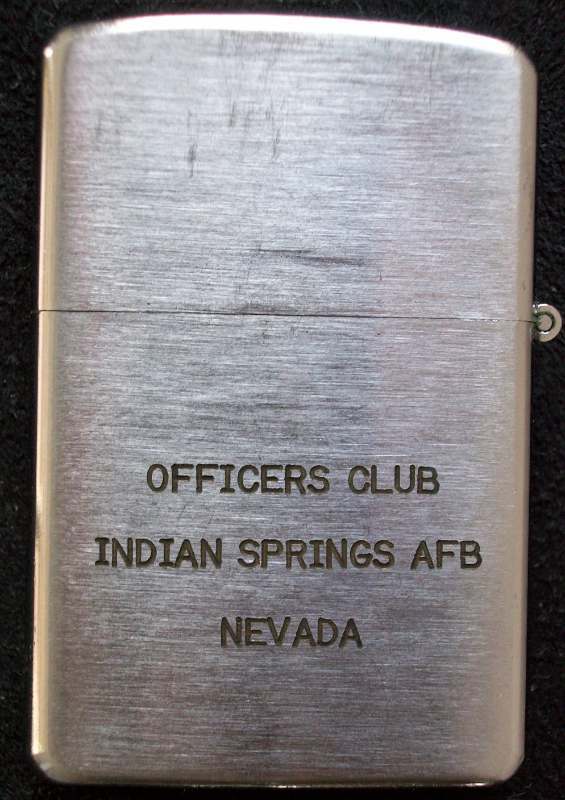 OFFICERS CLUB
INDIAN SPRINGS AFB
NEVADA